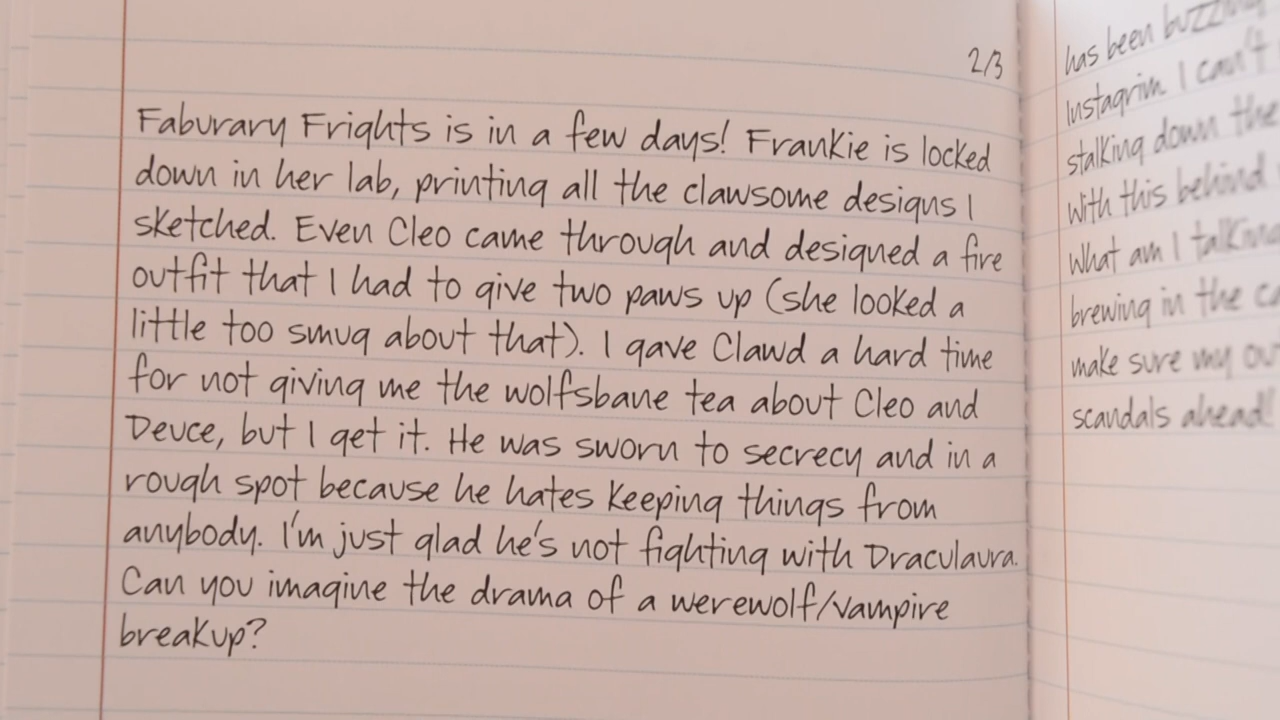 2/3
Faburary Frights is in a few days! Frankie is locked
down in her lab, printing all the clawsome designs I
sketched. Even Cleo came through and designed a fire
outfit that I had to give two paws up (she looked a
little too smug about that). I gave Clawd a hard time
for not giving me the wolfsbane tea about Cleo and
Deuce, but I get it. He was sworn to secrecy and in a
rough spot because he hates keeping things from
anybody. I'm just glad he's not fighting with Draculaura.
Can you imagine the drama of a werewolf/vampire
breakup?
has been buzzing
Instagrim. I can't
stalking down the
with this behind
What am I talking
brewing in the
make sure my
scandals ahead!